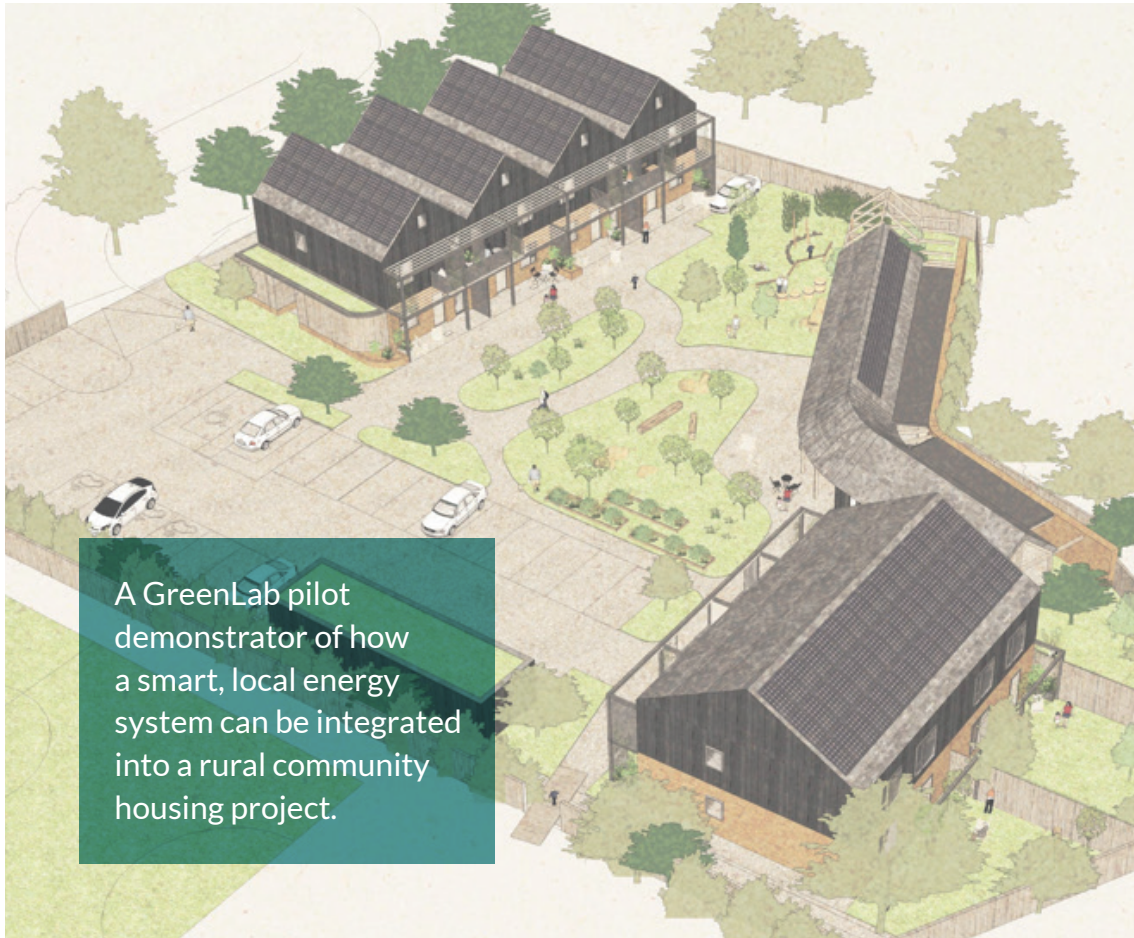 A GreenLab pilot
demonstrator of how
a smart, local energy
system can be integrated
into a rural community
housing project.